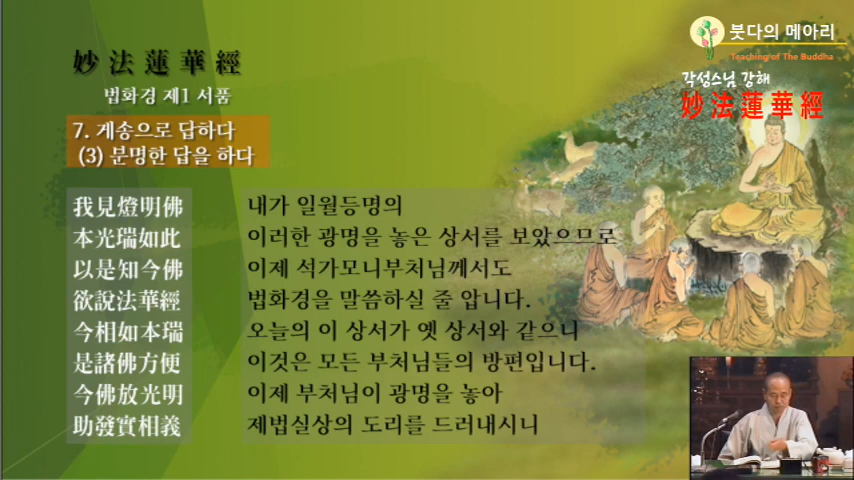 妙法蓮華經
법화경 제1 서품
7. 게송으로 답하다
(3) 분명한 답을 하다
我見燈明佛 내가 일월등명의
本光瑞如此 이러한 광명을 놓은 상서를 보았으므로
以是知今佛 이제 석가모니부처님께서도
欲說法華經 법화경을 말씀하실 줄 압니다.
今相如本瑞 오늘의 이 상서가 옛 상서와 같으니
是諸佛方便 이것은 모든 부처님들의 방편입니다.
今佛放光明 이제 부처님이 광명을 놓아
助發實相義 제법실상의 도리를 드러내시니
붓다의 메아리
Teaching of The Buddha
각성스님 강해
妙法蓮華經